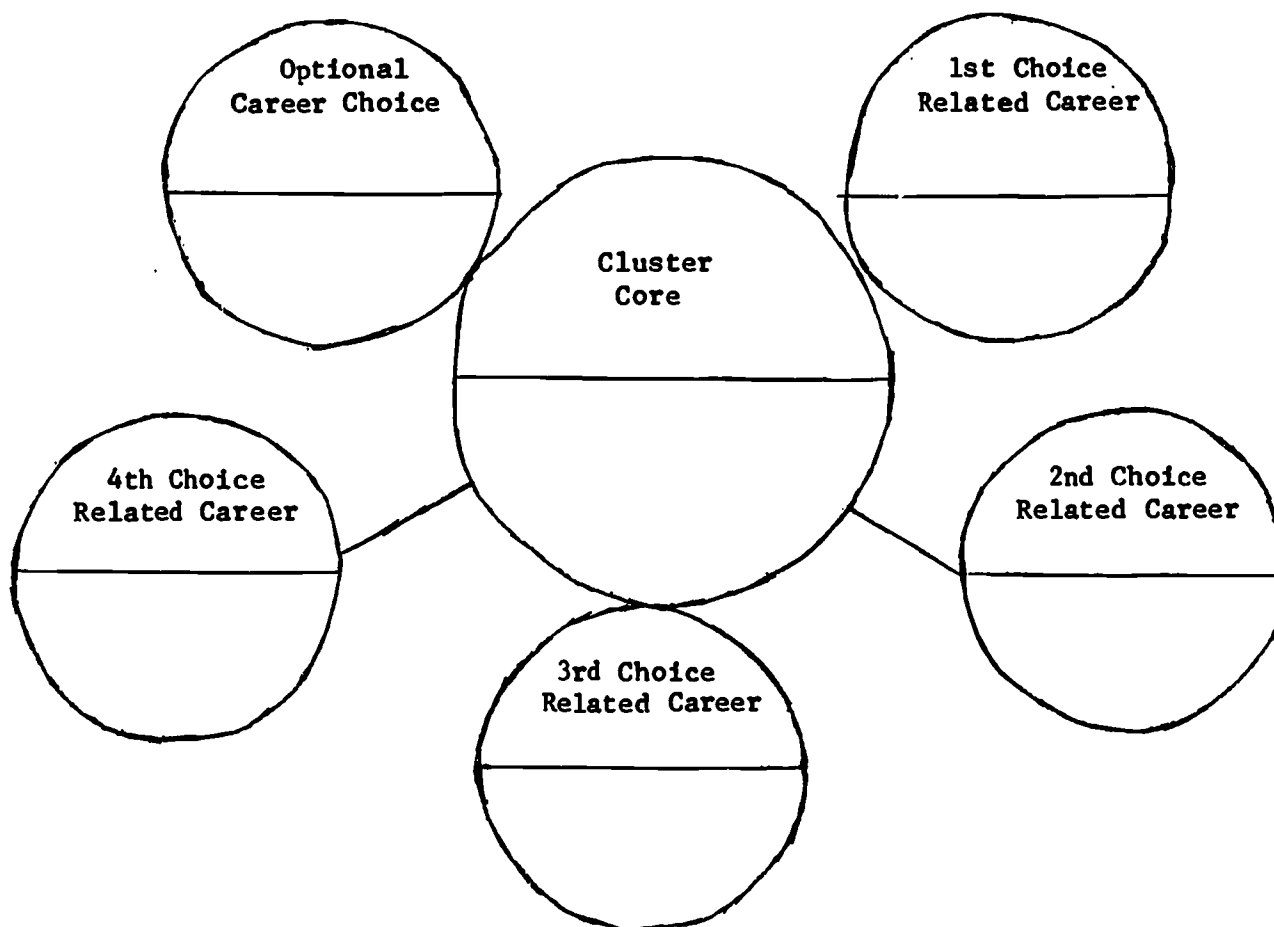 Optional
Career Choice
1st Choice
Related Career
Cluster
Core
4th Choice
Related Career
2nd Choice
Related Career
3rd Choice
Related Career